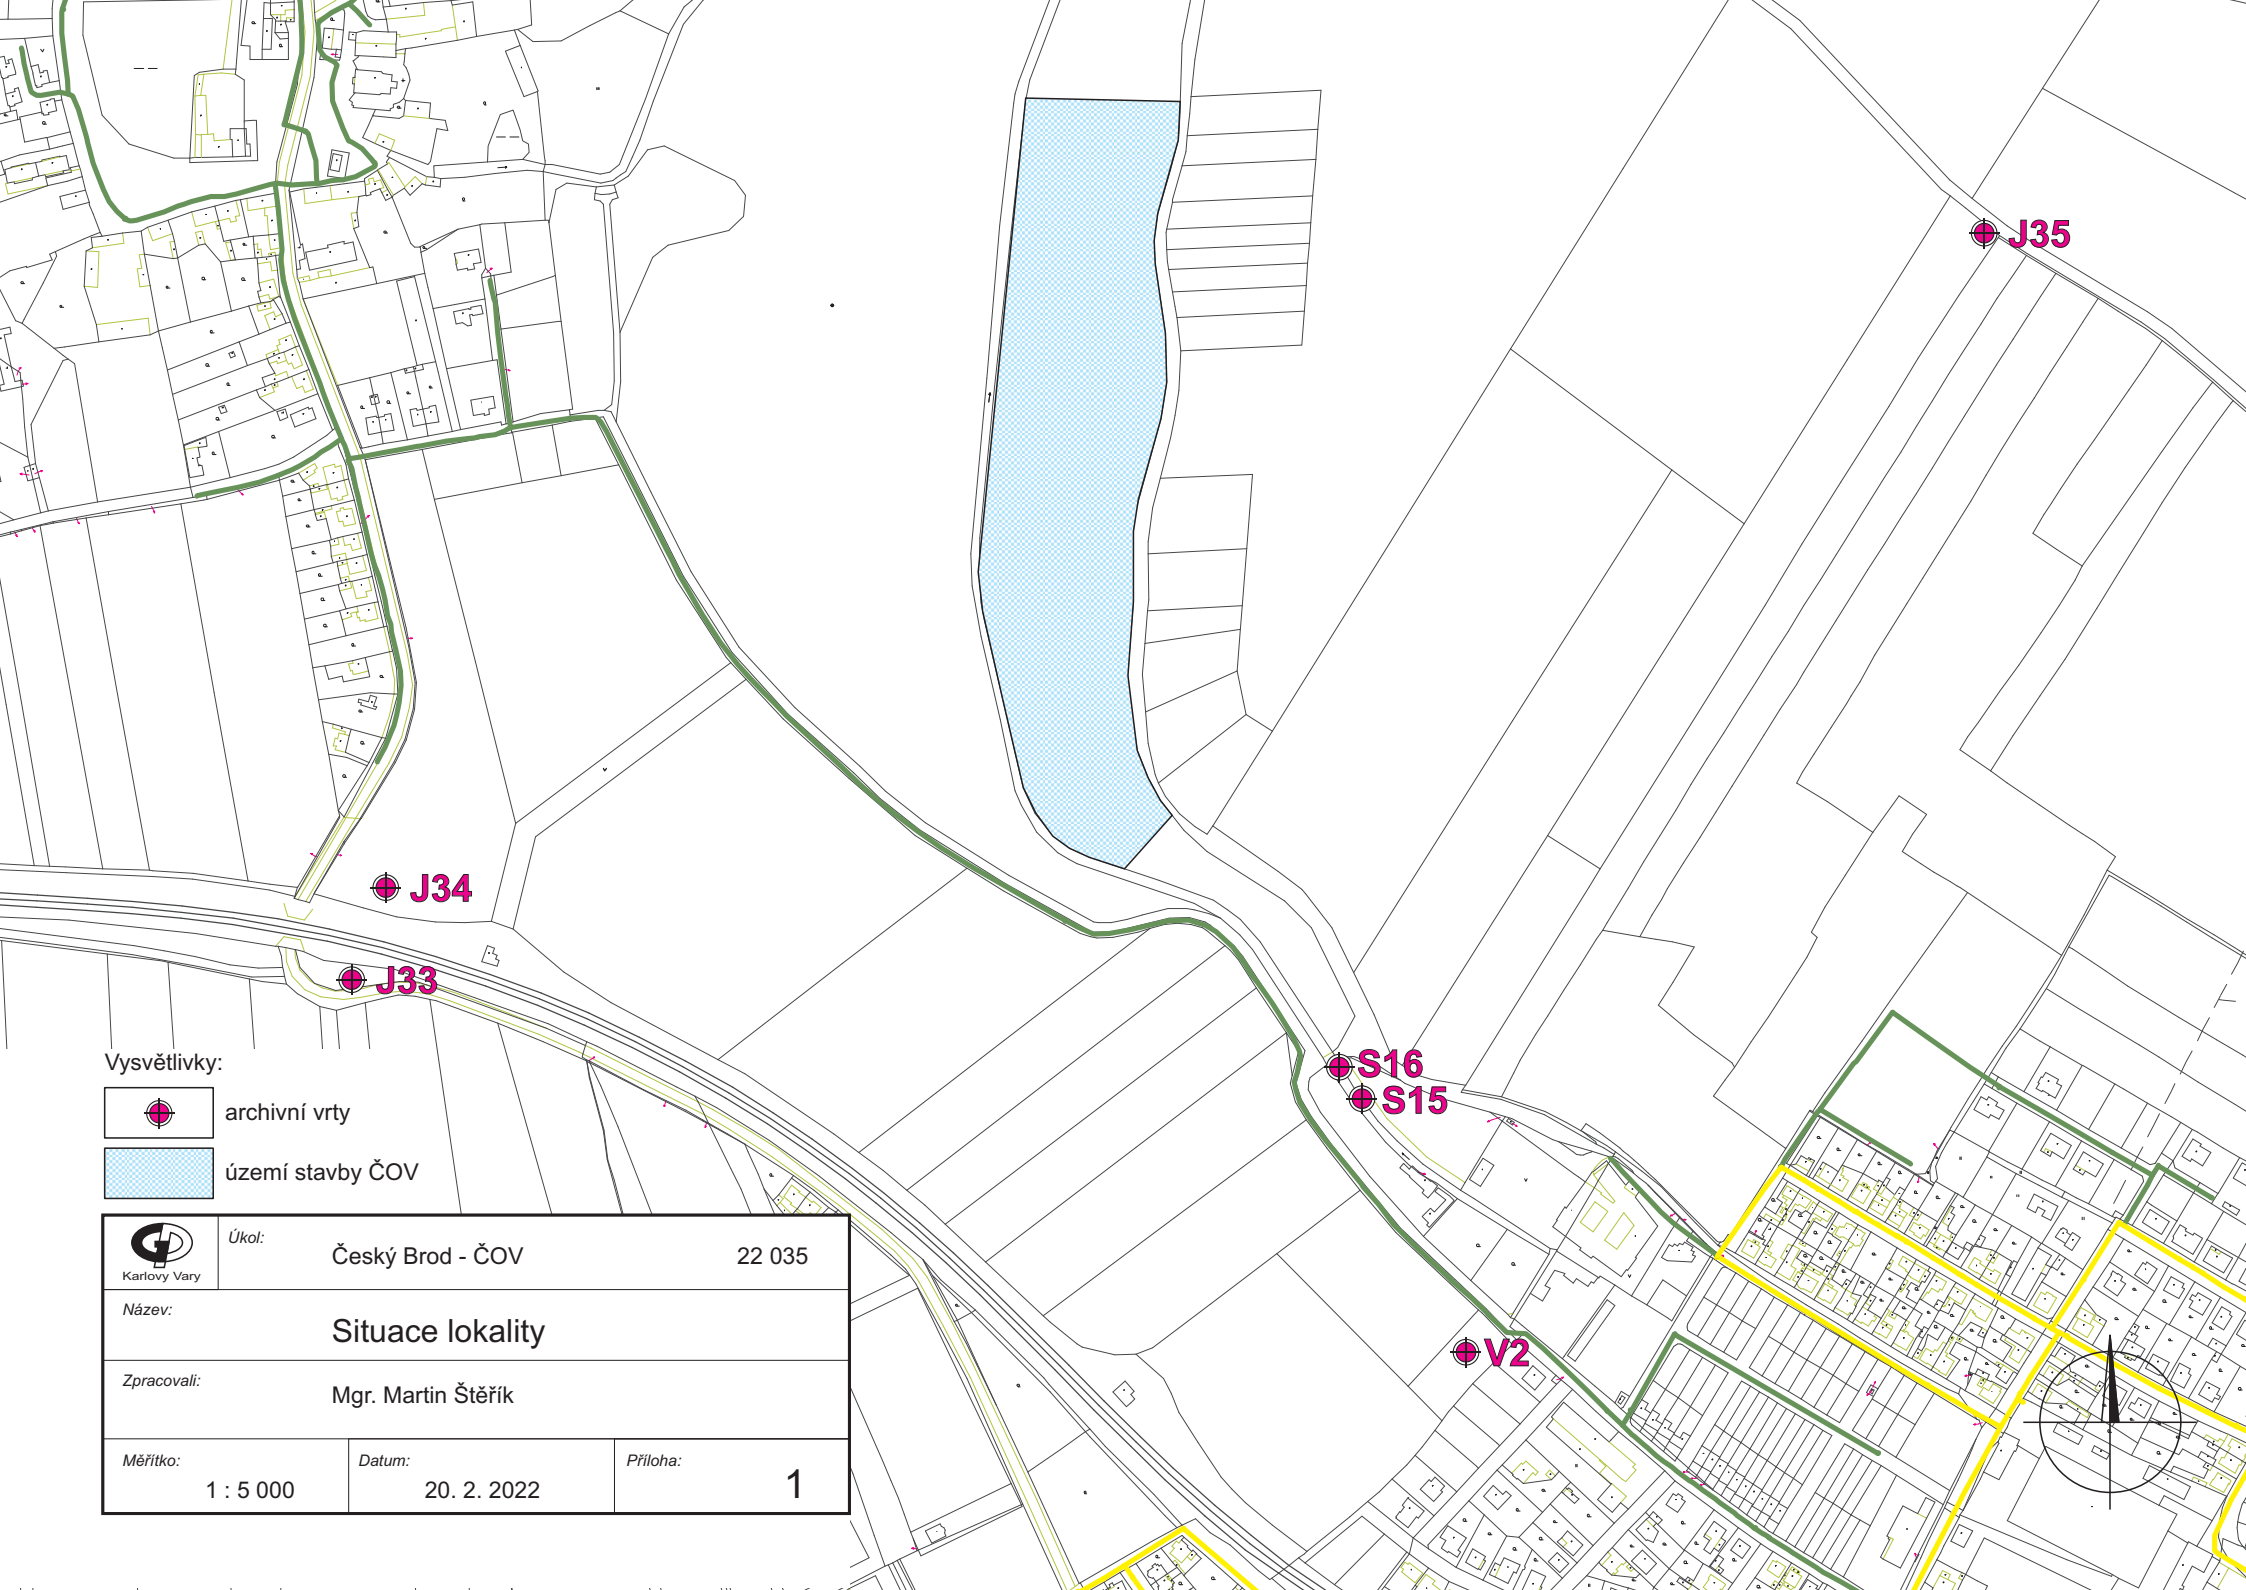 J35
J34
J33
S16
S15
V2
Vysvětlivky:
archivní vrty
území stavby ČOV
Karlovy Vary
Úkol:
Český Brod - ČOV 22 035
Název:
Situace lokality
Zpracovali:
Mgr. Martin Štěřík
Měřítko:
1 : 5 000
Datum:
20. 2. 2022
Příloha:
1